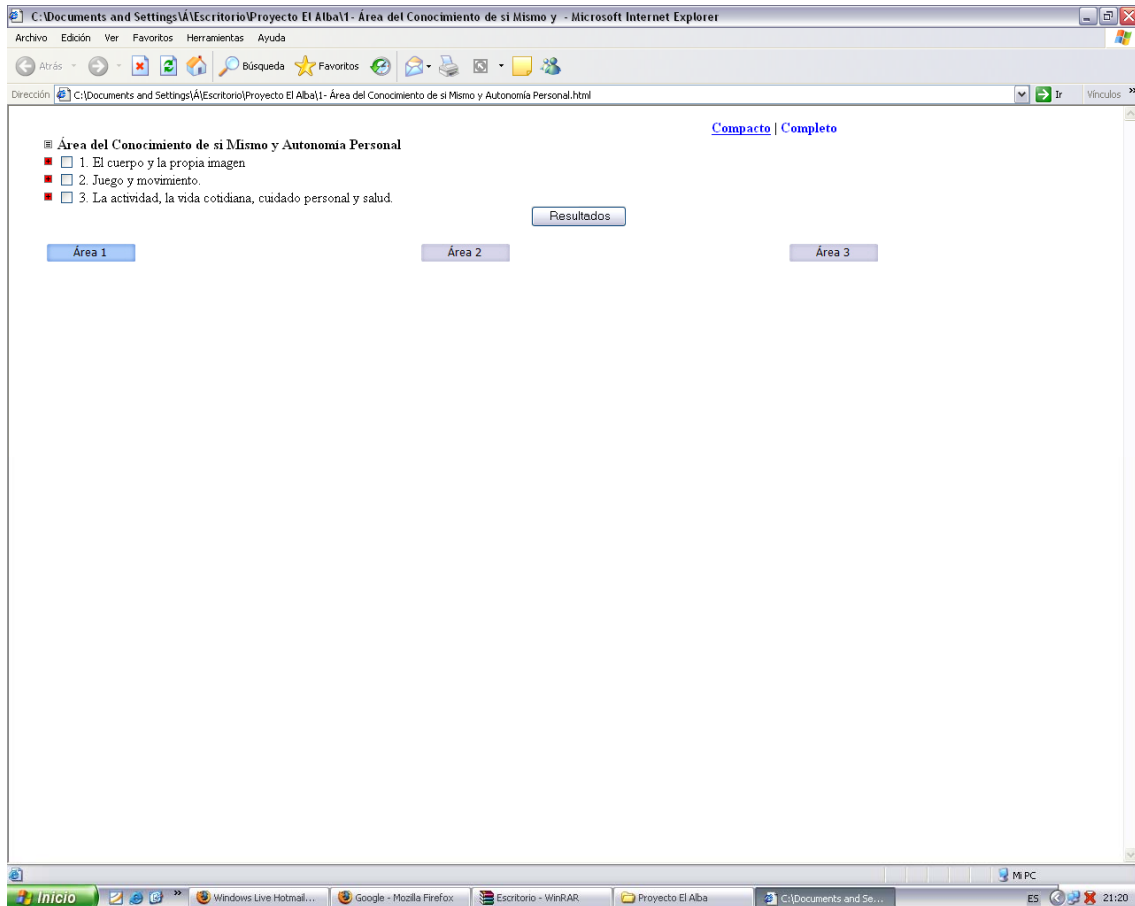 C:\Documents and Settings\Á\Escritorio\Proyecto El Alba\1- Área del Conocimiento de si Mismo y - Microsoft Internet Explorer
Archivo Edición Ver Favoritos Herramientas Ayuda
Atrás Búsqueda Favoritos
Dirección C:\Documents and Settings\Á\Escritorio\Proyecto El Alba\1- Área del Conocimiento de si Mismo y Autonomía Personal.html Ir Vínculos »
Compacto | Completo
Área del Conocimiento de si Mismo y Autonomía Personal
1. El cuerpo y la propia imagen
2. Juego y movimiento.
3. La actividad, la vida cotidiana, cuidado personal y salud.
Resultados
Área 1 Área 2 Área 3
Mi PC
Inicio » Windows Live Hotmail... Google - Mozilla Firefox Escritorio - WinRAR Proyecto El Alba C:\Documents and Se... ES 21:20